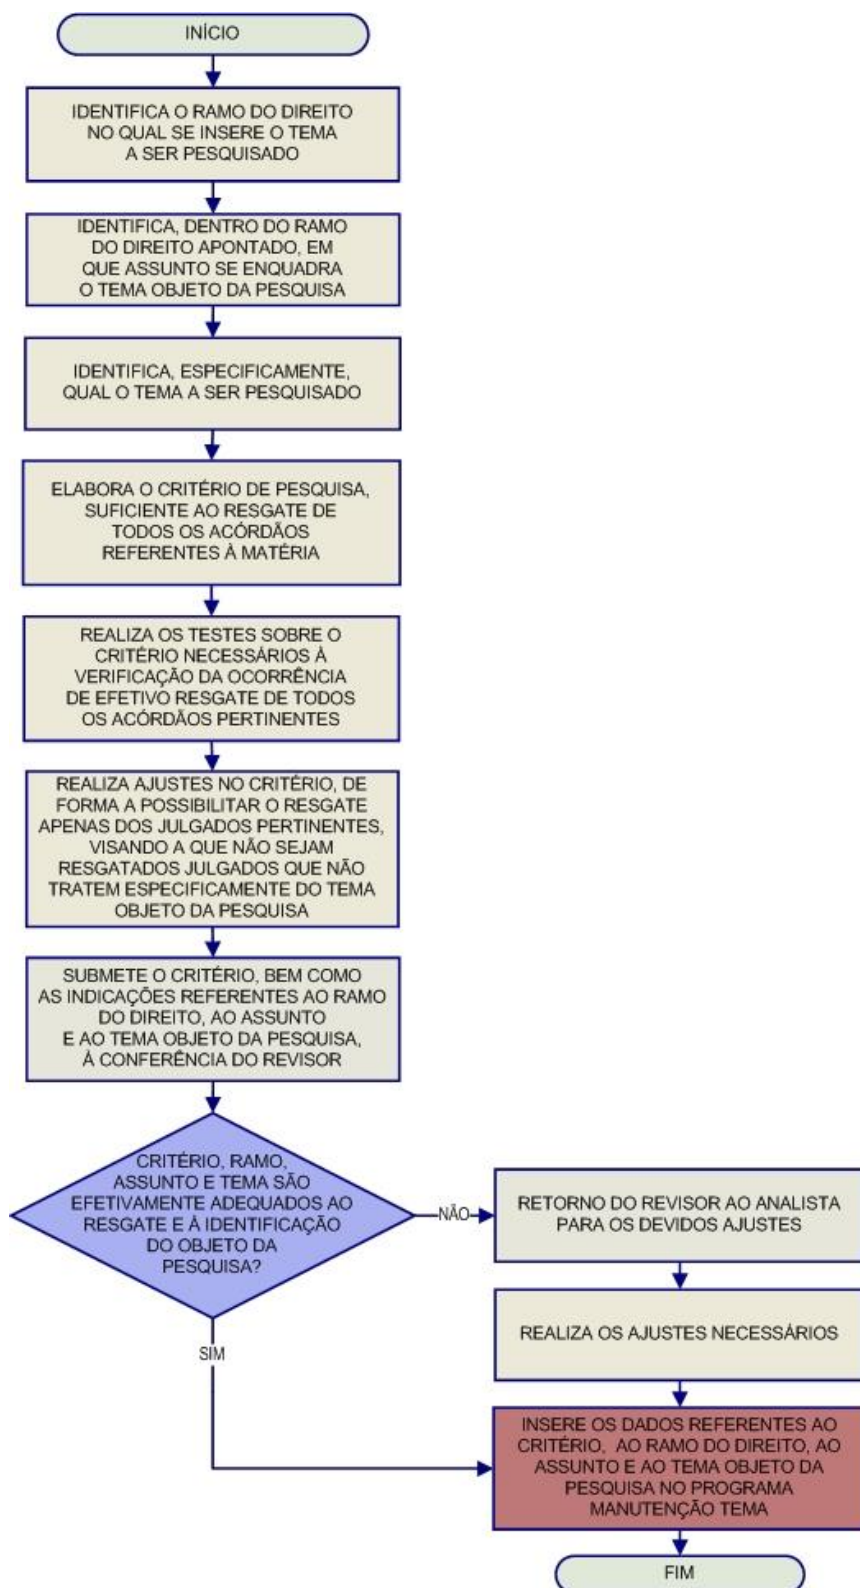 INÍCIO
IDENTIFICA O RAMO DO DIREITO
NO QUAL SE INSERE O TEMA
A SER PESQUISADO
IDENTIFICA, DENTRO DO RAMO
DO DIREITO APONTADO, EM
QUE ASSUNTO SE ENQUADRA
O TEMA OBJETO DA PESQUISA
IDENTIFICA, ESPECIFICAMENTE,
QUAL O TEMA A SER PESQUISADO
ELABORA O CRITÉRIO DE PESQUISA,
SUFICIENTE AO RESGATE DE
TODOS OS ACÓRDÃOS
REFERENTES À MATÉRIA
REALIZA OS TESTES SOBRE O
CRITÉRIO NECESSÁRIOS À
VERIFICAÇÃO DA OCORRÊNCIA
DE EFETIVO RESGATE DE TODOS
OS ACÓRDÃOS PERTINENTES
REALIZA AJUSTES NO CRITÉRIO, DE
FORMA A POSSIBILITAR O RESGATE
APENAS DOS JULGADOS PERTINENTES,
VISANDO A QUE NÃO SEJAM
RESGATADOS JULGADOS QUE NÃO
TRATEM ESPECIFICAMENTE DO TEMA
OBJETO DA PESQUISA
SUBMETE O CRITÉRIO, BEM COMO
AS INDICAÇÕES REFERENTES AO RAMO
DO DIREITO, AO ASSUNTO
E AO TEMA OBJETO DA PESQUISA,
À CONFERÊNCIA DO REVISOR
CRITÉRIO, RAMO,
ASSUNTO E TEMA SÃO
EFETIVAMENTE ADEQUADOS AO
RESGATE E À IDENTIFICAÇÃO
DO OBJETO DA
PESQUISA?
NÃO
RETORNO DO REVISOR AO ANALISTA
PARA OS DEVIDOS AJUSTES
REALIZA OS AJUSTES NECESSÁRIOS
SIM
INSERE OS DADOS REFERENTES AO
CRITÉRIO, AO RAMO DO DIREITO, AO
ASSUNTO E AO TEMA OBJETO DA
PESQUISA NO PROGRAMA
MANUTENÇÃO TEMA
FIM